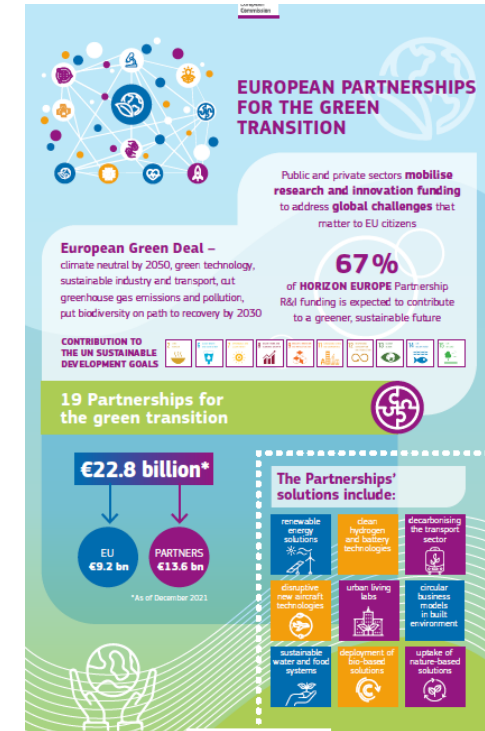 Commission
EUROPEAN PARTNERSHIPS
FOR THE GREEN
TRANSITION
Public and private sectors mobilise
research and innovation funding
to address global challenges that
matter to EU citizens
European Green Deal –
climate neutral by 2050, green technology,
sustainable industry and transport, cut
greenhouse gas emissions and pollution,
put biodiversity on path to recovery by 2030
67%
of HORIZON EUROPE Partnership
R&I funding is expected to contribute
to a greener, sustainable future
CONTRIBUTION TO
THE UN SUSTAINABLE
DEVELOPMENT GOALS
19 Partnerships for
the green transition
€22.8 billion*
EU
€9.2 bn
PARTNERS
€13.6 bn
*As of December 2021
The Partnerships'
solutions include:
renewable
energy
solutions
clean
hydrogen
and battery
technologies
decarbonising
the transport
sector
disruptive
new aircraft
technologies
urban living
labs
circular
business
models
in built
environment
sustainable
water and food
systems
deployment of
bio-based
solutions
uptake of
nature-based
solutions